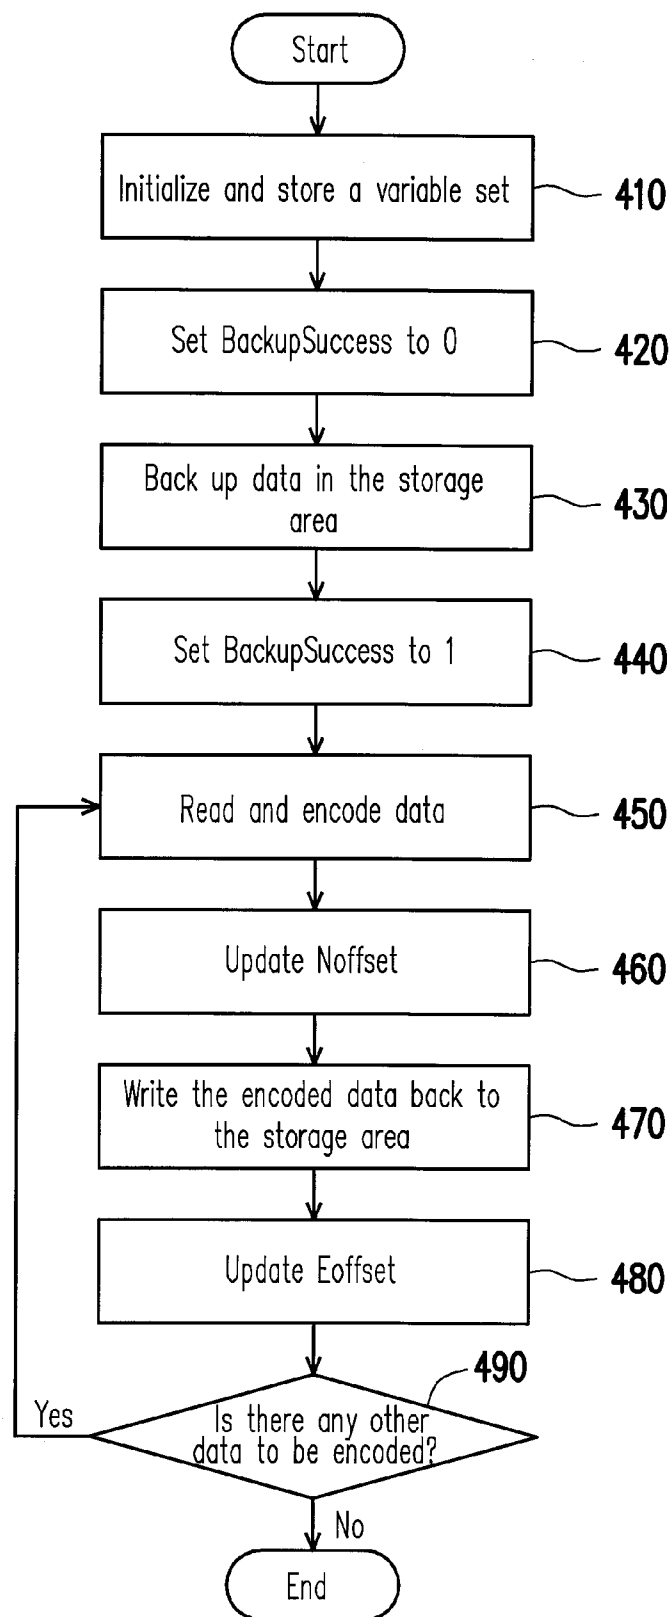 Start
Initialize and store a variable set
410
Set BackupSuccess to 0
420
Back up data in the storage
area
430
Set BackupSuccess to 1
440
Read and encode data
450
Update Noffset
460
Write the encoded data back to
the storage area
470
Update Eoffset
480
490
Is there any other
data to be encoded?
Yes
No
End